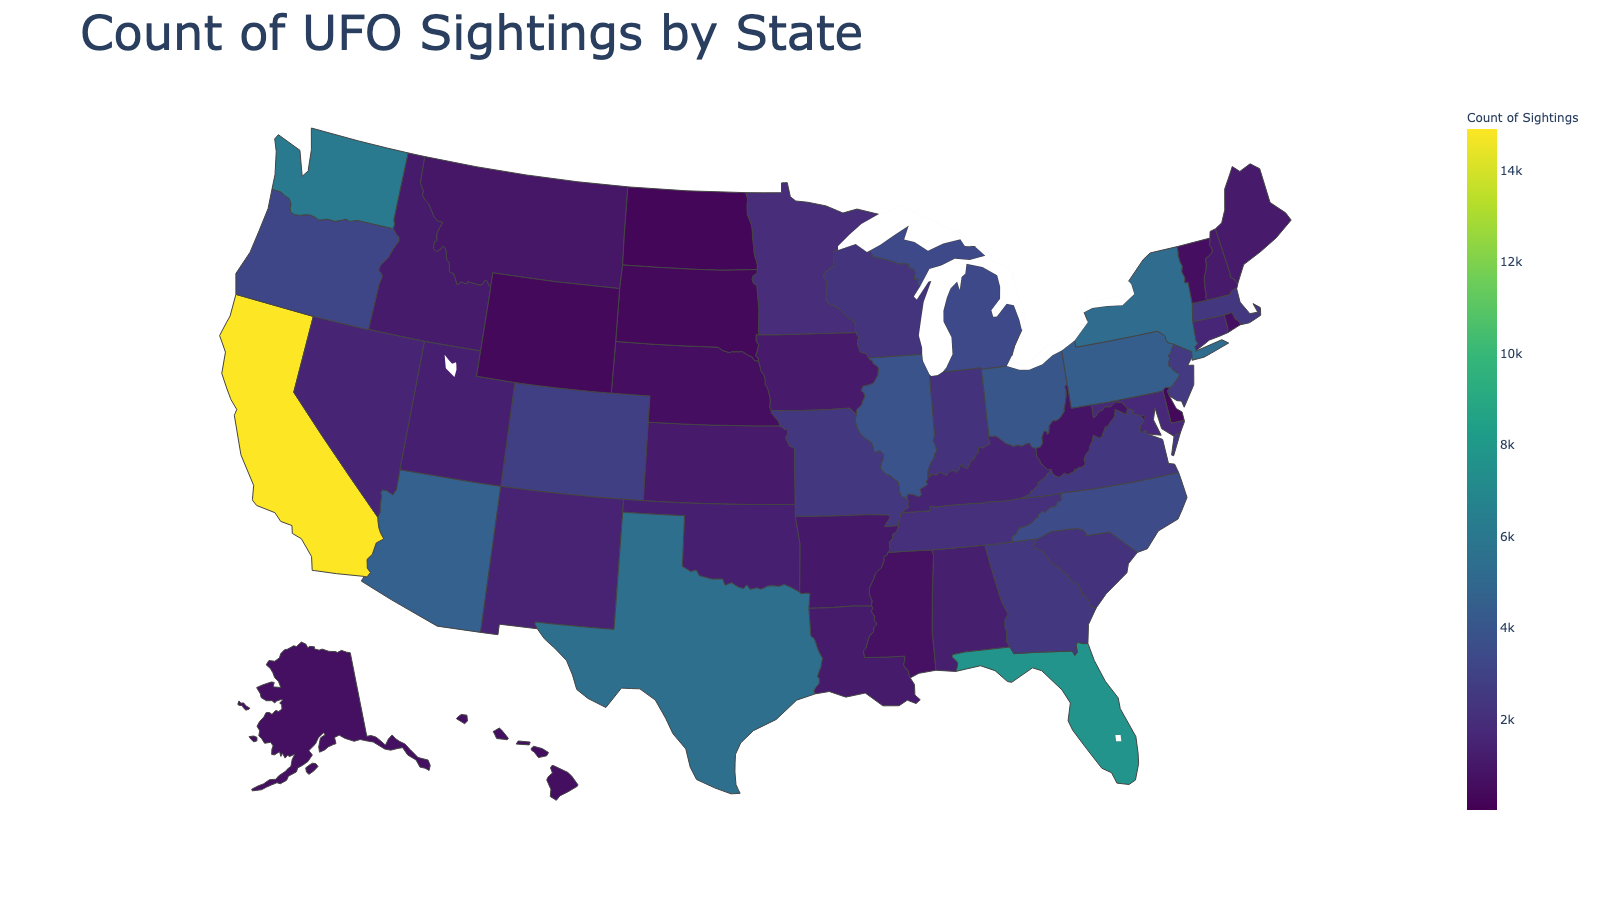 Count of UFO Sightings by State
Count of Sightings
14k
12k
10k
8k
6k
4k
2k